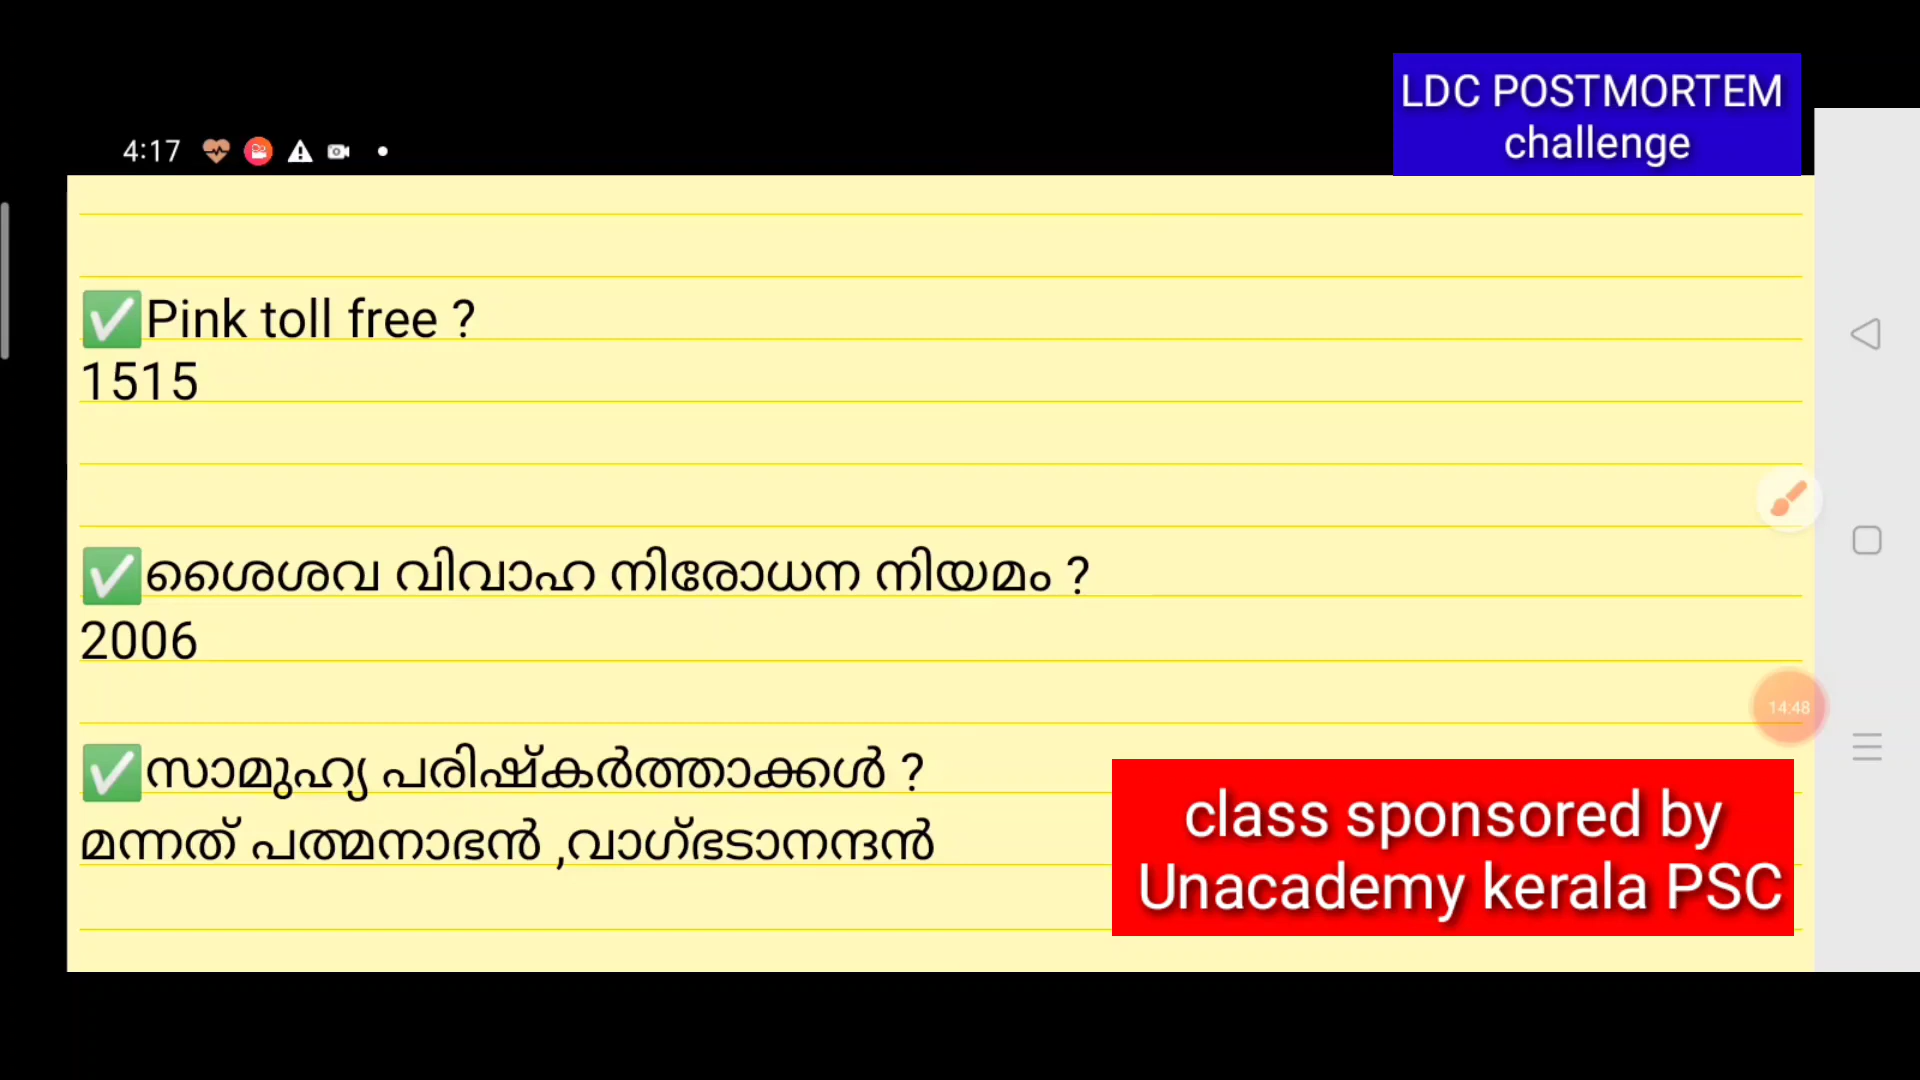 LDC POSTMORTEM
challenge
4:17
✅Pink toll free ?
1515
✅ശൈശവ വിവാഹ നിരോധന നിയമം ?
2006
14:48
✅സാമുഹ്യ പരിഷ്കർത്താക്കൾ ?
മന്നത് പത്മനാഭൻ ,വാഗ്ഭടാനന്ദൻ
class sponsored by
Unacademy kerala PSC